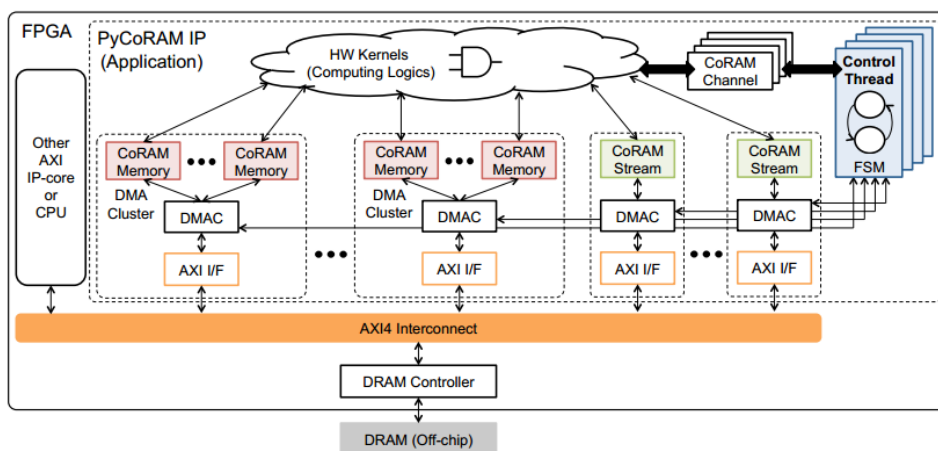 FPGA
PyCoRAM IP
(Application)
HW Kernels
(Computing Logics)
CoRAM
Channel
Control
Thread
FSM
Other
AXI
IP-core
or
CPU
CoRAM
Memory
CoRAM
Memory
DMA
Cluster
DMAC
AXI I/F
CoRAM
Memory
CoRAM
Memory
DMA
Cluster
DMAC
AXI I/F
CoRAM
Stream
DMAC
AXI I/F
CoRAM
Stream
DMAC
AXI I/F
AXI4 Interconnect
DRAM Controller
DRAM (Off-chip)